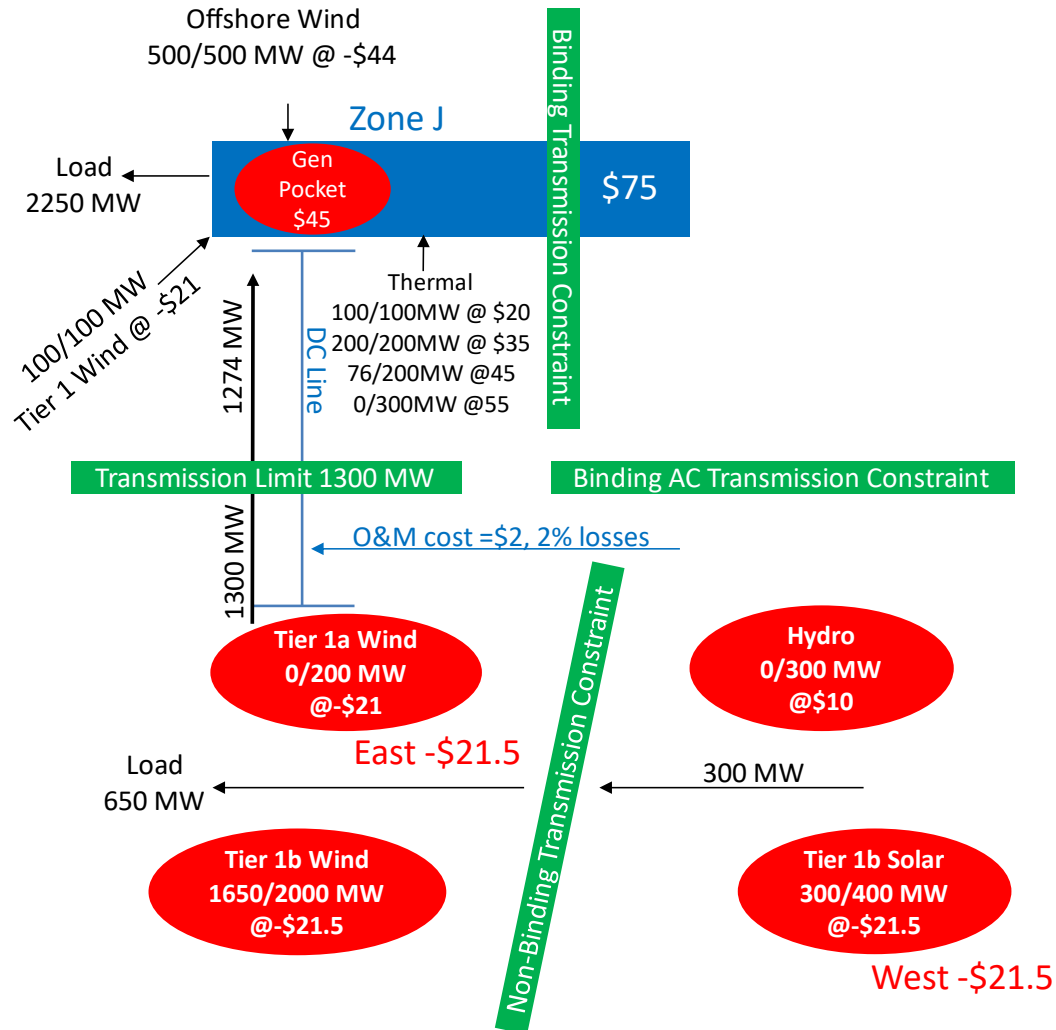 Offshore Wind
500/500 MW @ -$44
Binding Transmission Constraint
Zone J
Load
2250 MW
Gen
Pocket
$45
$75
100/100 MW
Tier 1 Wind @ -$21
1274 MW
DC Line
Thermal
100/100MW @ $20
200/200MW @ $35
76/200MW @45
0/300MW @55
Transmission Limit 1300 MW
Binding AC Transmission Constraint
1300 MW
O&M cost =$2, 2% losses
Non-Binding Transmission Constraint
Tier 1a Wind
0/200 MW
@-$21
Hydro
0/300 MW
@$10
East -$21.5
Load
650 MW
300 MW
Tier 1b Wind
1650/2000 MW
@-$21.5
Tier 1b Solar
300/400 MW
@-$21.5
West -$21.5